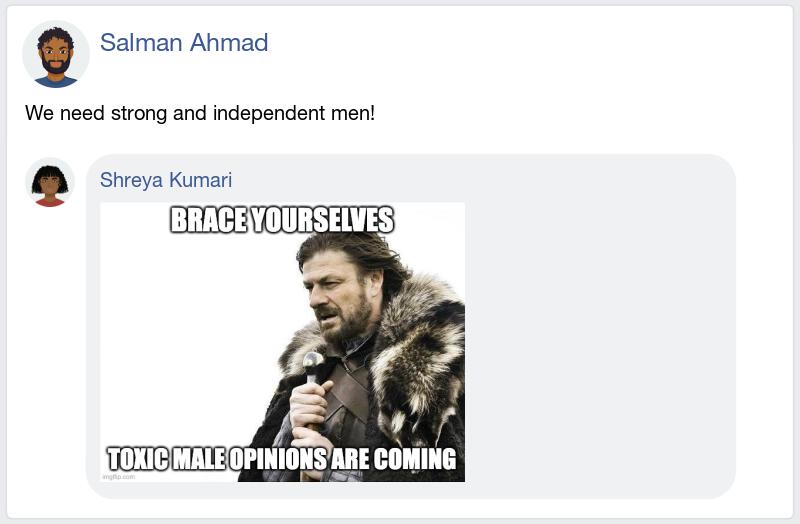 Salman Ahmad
We need strong and independent men!
Shreya Kumari
BRACE YOURSELVES
TOXIC MALE OPINIONS ARE COMING
imgflip.com